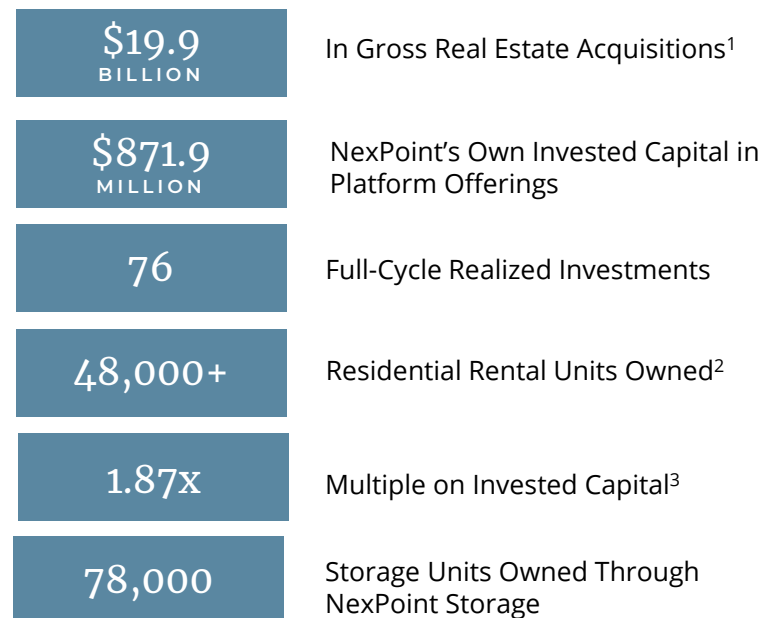 $19.9
BILLION
In Gross Real Estate Acquisitions¹
$871.9
MILLION
NexPoint’s Own Invested Capital in
Platform Offerings
76
Full-Cycle Realized Investments
48,000+
Residential Rental Units Owned²
1.87x
Multiple on Invested Capital³
78,000
Storage Units Owned Through
NexPoint Storage